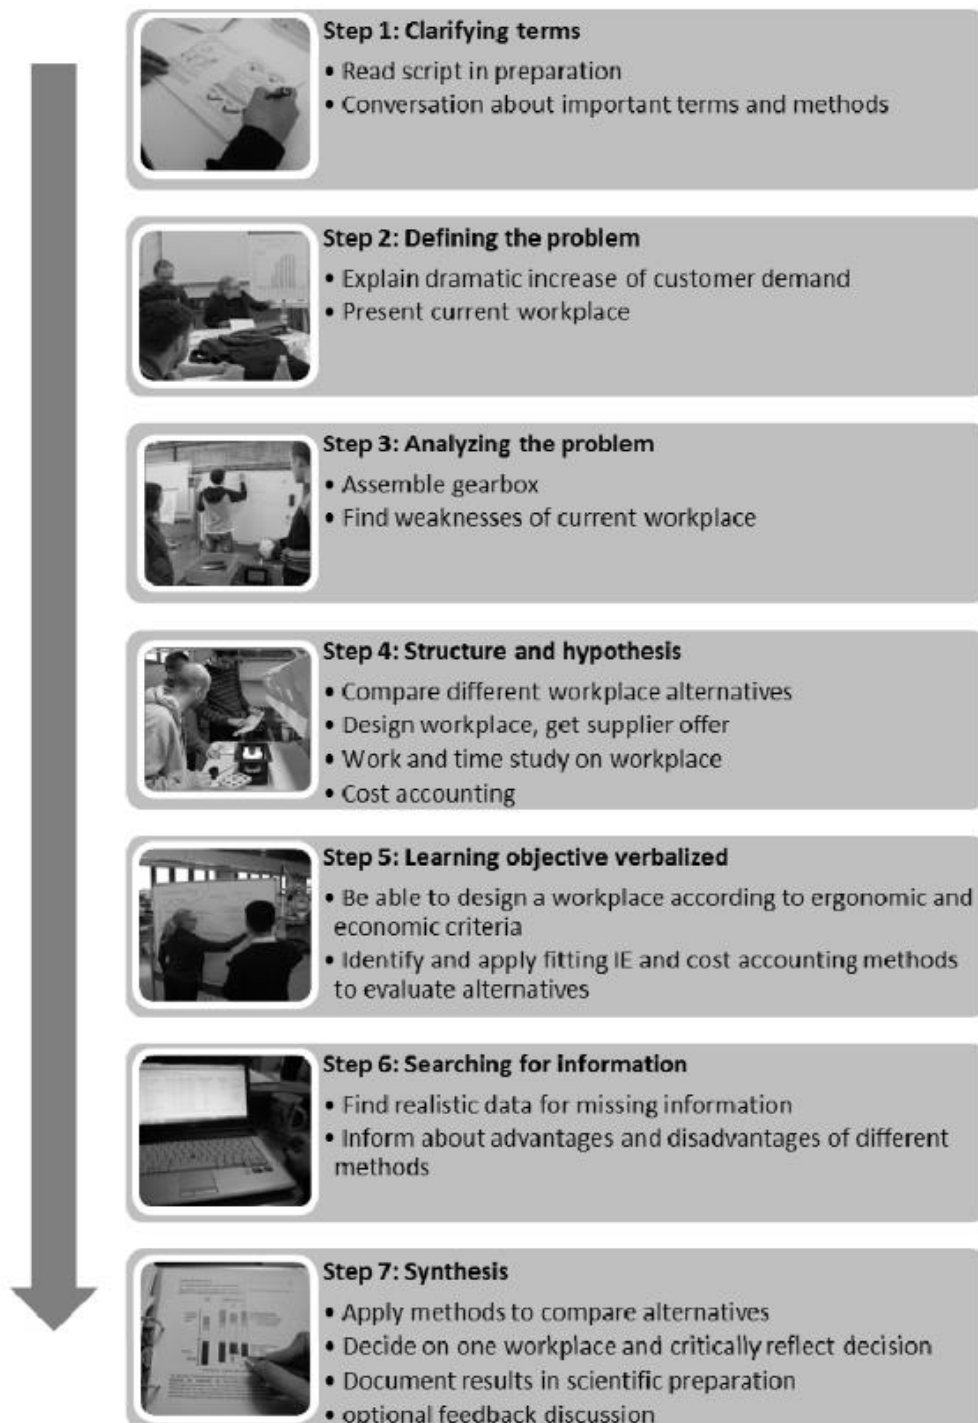 Step 1: Clarifying terms
• Read script in preparation
• Conversation about important terms and methods
Step 2: Defining the problem
• Explain dramatic increase of customer demand
• Present current workplace
Step 3: Analyzing the problem
• Assemble gearbox
• Find weaknesses of current workplace
Step 4: Structure and hypothesis
• Compare different workplace alternatives
• Design workplace, get supplier offer
• Work and time study on workplace
• Cost accounting
Step 5: Learning objective verbalized
• Be able to design a workplace according to ergonomic and
economic criteria
• Identify and apply fitting IE and cost accounting methods
to evaluate alternatives
Step 6: Searching for information
• Find realistic data for missing information
• Inform about advantages and disadvantages of different
methods
Step 7: Synthesis
• Apply methods to compare alternatives
• Decide on one workplace and critically reflect decision
• Document results in scientific preparation
• optional feedback discussion